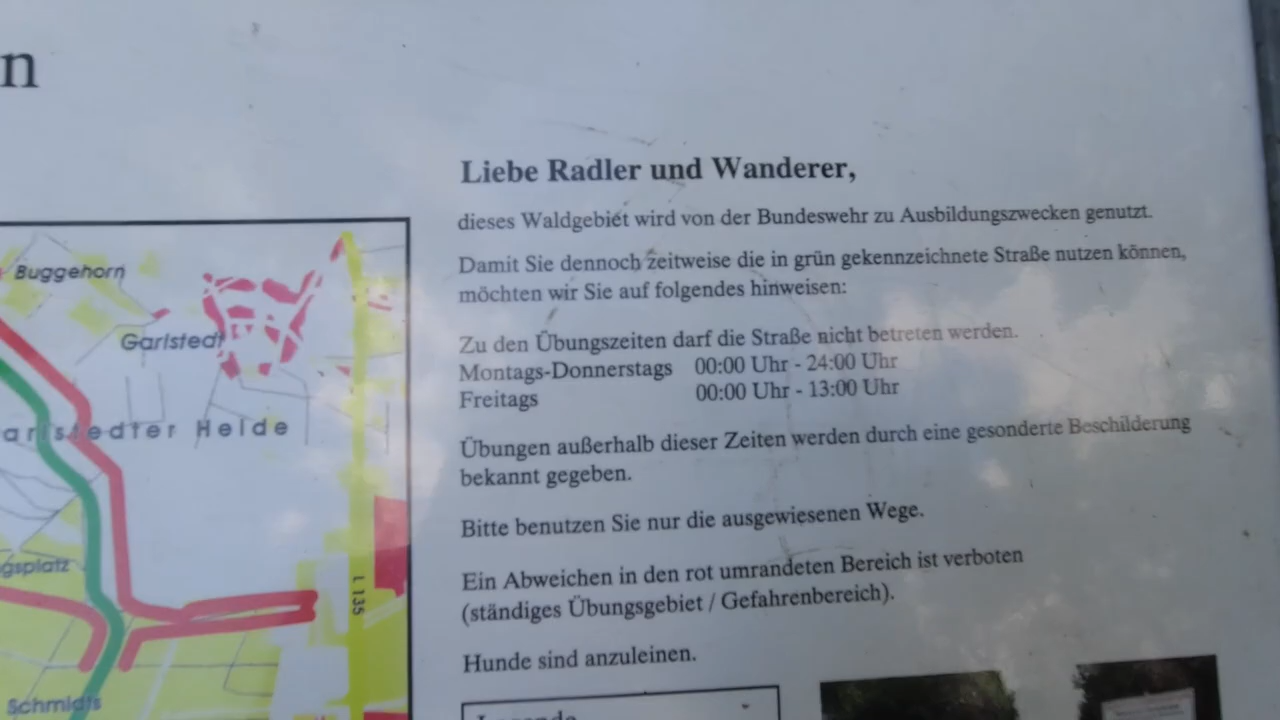 n
Liebe Radler und Wanderer,
dieses Waldgebiet wird von der Bundeswehr zu Ausbildungszwecken genutzt.
Damit Sie dennoch zeitweise die in grün gekennzeichnete Straße nutzen können,
möchten wir Sie auf folgendes hinweisen:
Zu den Übungszeiten darf die Straße nicht betreten werden.
Montags-Donnerstags 00:00 Uhr - 24:00 Uhr
Freitags 00:00 Uhr - 13:00 Uhr
Übungen außerhalb dieser Zeiten werden durch eine gesonderte Beschilderung
bekannt gegeben.
Bitte benutzen Sie nur die ausgewiesenen Wege.
Ein Abweichen in den rot umrandeten Bereich ist verboten
(ständiges Übungsgebiet / Gefahrenbereich).
Hunde sind anzuleinen.
Buggehorn
Garlstedt
arlstedter Heide
gsplatz
L 135
Schmidts